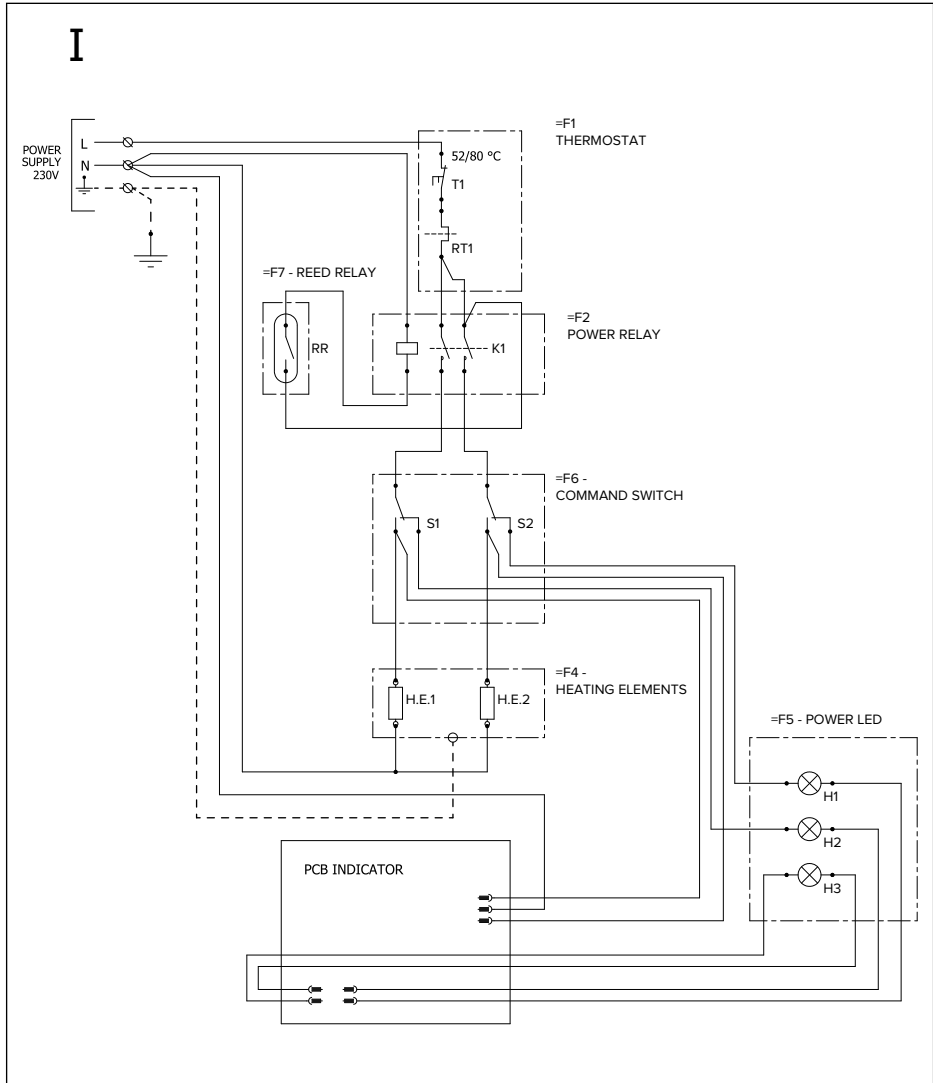 I
POWER
SUPPLY
230V
L
N
=F1
THERMOSTAT
52/80 °C
T1
RT1
=F7 - REED RELAY
RR
=F2
POWER RELAY
K1
=F6 -
COMMAND SWITCH
S1
S2
=F4 -
HEATING ELEMENTS
H.E.1
H.E.2
=F5 - POWER LED
H1
H2
H3
PCB INDICATOR